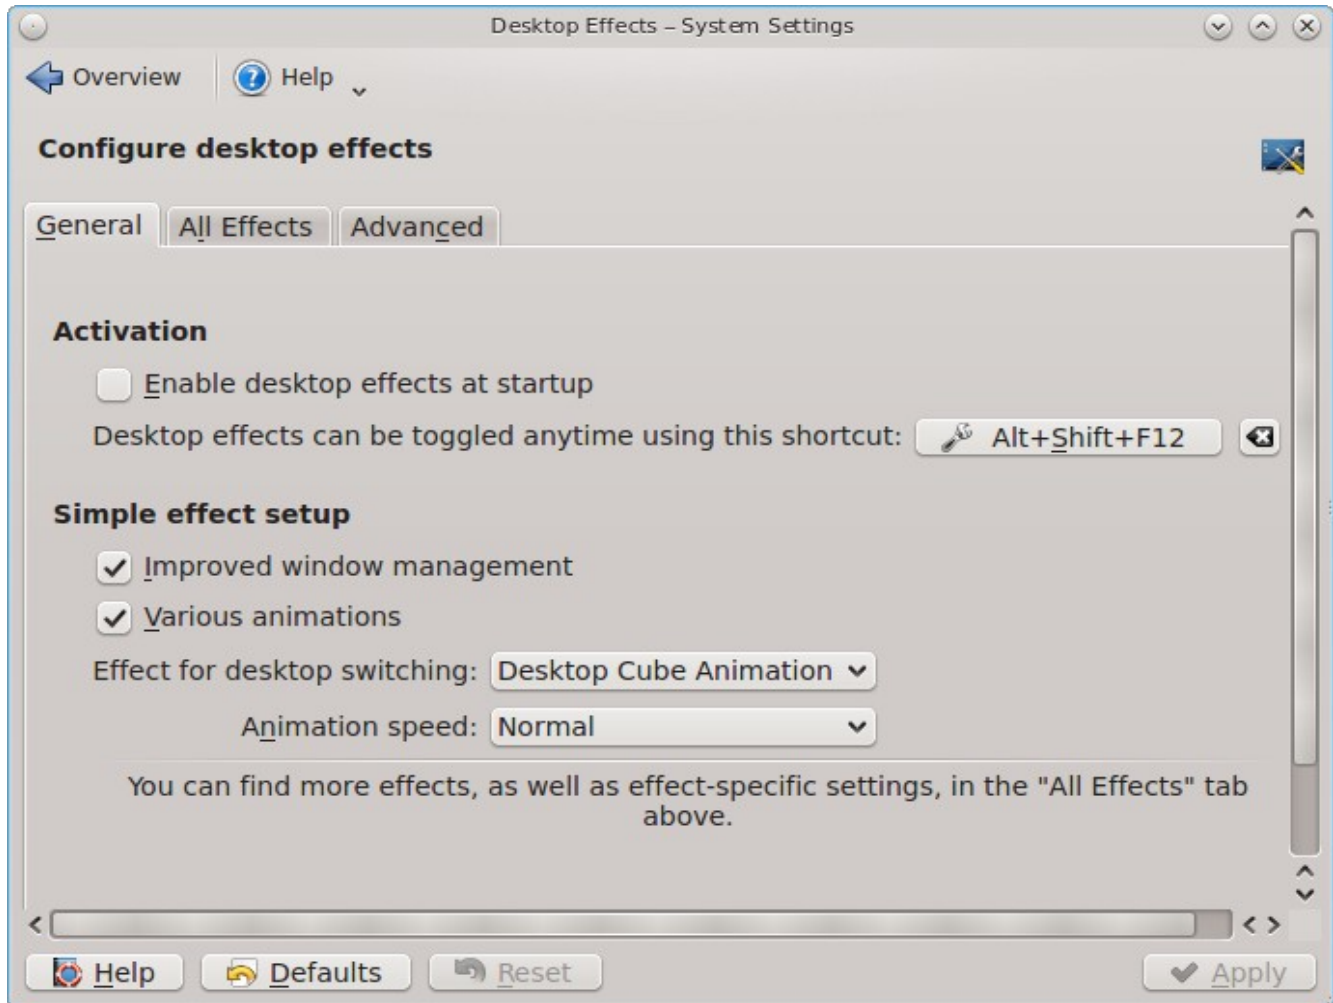 Desktop Effects – System Settings
Overview Help
Configure desktop effects
General All Effects Advanced
Activation
Enable desktop effects at startup
Desktop effects can be toggled anytime using this shortcut: Alt+Shift+F12
Simple effect setup
Improved window management
Various animations
Effect for desktop switching: Desktop Cube Animation
Animation speed: Normal
You can find more effects, as well as effect-specific settings, in the "All Effects" tab
above.
Help Defaults Reset Apply